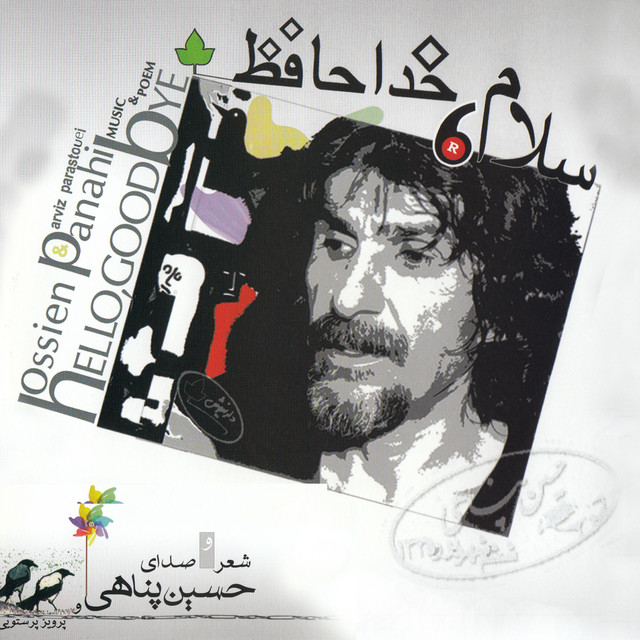 سلام، خداحافظ
R
hossien panahi
& parviz parastouei
MUSIC & POEM
HELLO,GOODbYE
شعر و صدای
حسین پناهی
و پرویز پرستویی